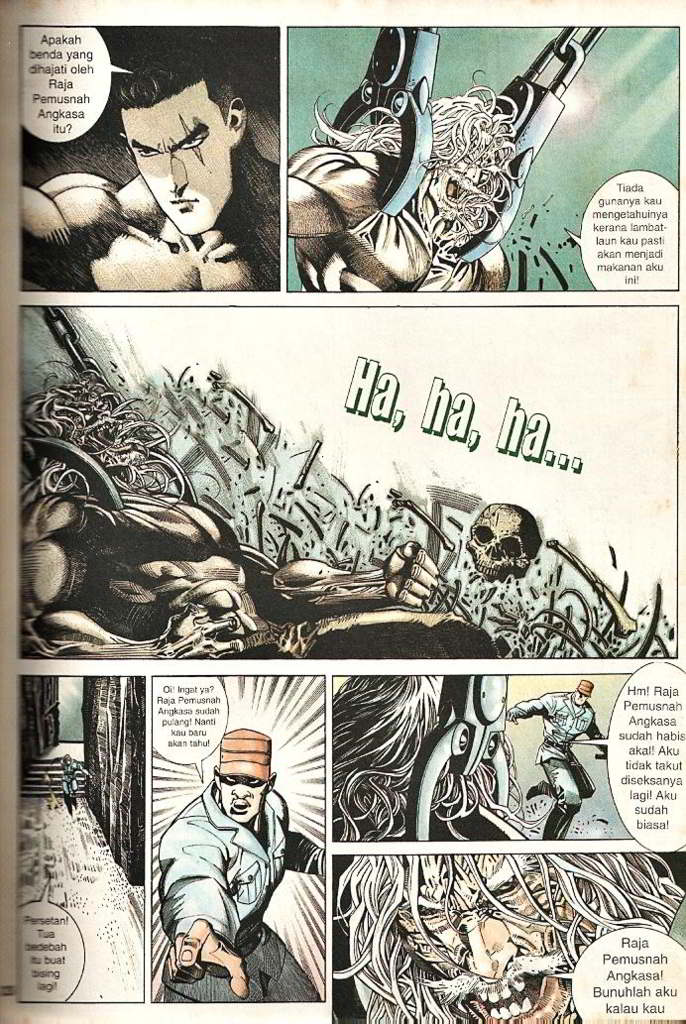 Apakah
benda yang
dihajati oleh
Raja
Pemusnah
Angkasa
itu?
Tiada
gunanya kau
mengetahuinya
kerana lambat-
laun kau pasti
akan menjadi
makanan aku
ini!
Ha, ha, ha...
Persetan!
Tua
bedebah
itu buat
bising
lagi!
Oi! Ingat ya?
Raja Pemusnah
Angkasa sudah
pulang! Nanti
kau baru
akan tahu!
Hm! Raja
Pemusnah
Angkasa
sudah habis
akal! Aku
tidak takut
diseksanya
lagi! Aku
sudah
biasa!
Raja
Pemusnah
Angkasa!
Bunuhlah aku
kalau kau